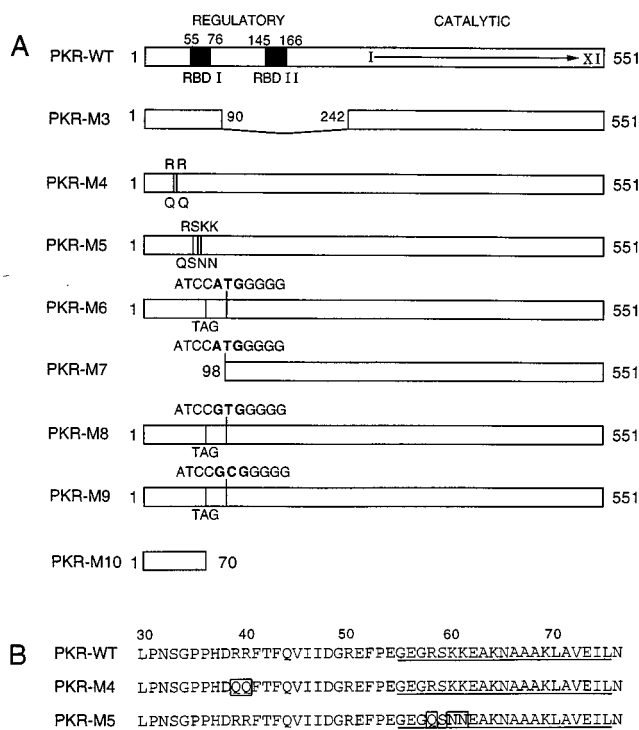 A
REGULATORY CATALYTIC
55 76 145 166
PKR-WT 1 I XI 551
RBD I RBD II
PKR-M3 1 90 242 551
R R
PKR-M4 1 551
Q Q
RSKK
PKR-M5 1 551
QSNN
ATCCATGGGGG
PKR-M6 1 551
TAG
ATCCATGGGGG
PKR-M7 98 551
ATCCGTGGGGG
PKR-M8 1 551
TAG
ATCCGCGGGGG
PKR-M9 1 551
TAG
PKR-M10 1 70
B
30 40 50 60 70
PKR-WT LPNSGPPHDRRFTFQVIIDGREFPEGEGRSKKEAKNAAAKLAVEILN
PKR-M4 LPNSGPPHDQQFTFQVIIDGREFPEGEGRSKKEAKNAAAKLAVEILN
PKR-M5 LPNSGPPHDRRFTFQVIIDGREFPEGEGQSNNEAKNAAAKLAVEILN